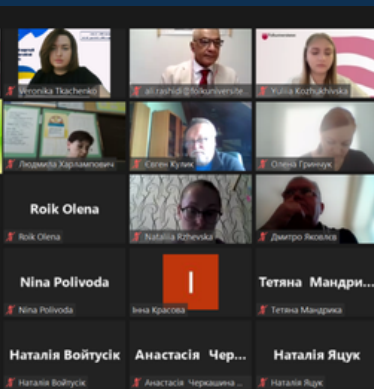 Veronika Tkachenko
ali.rashidi@folkuniversite...
Yuliia Kozhukhivska
Folkuniversitetet
Людмила Харлампович
Євген Кулик
Олена Гринчук
Roik Olena
Roik Olena
Nataliia Rzhevska
Дмитро Яковлєв
Nina Polivoda
Nina Polivoda
І
Інна Красова
Тетяна Мандри...
Тетяна Мандрика
Наталія Войтусік
Наталія Войтусік
Анастасія Чер...
Анастасія Черкашина ...
Наталія Яцук
Наталія Яцук